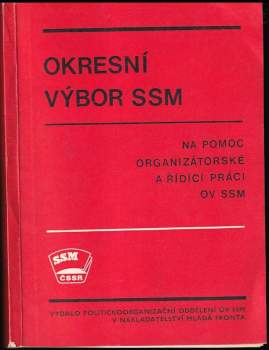 OKRESNÍ
VÝBOR SSM
NA POMOC
ORGANIZÁTORSKÉ
A ŘÍDÍCÍ PRÁCI
OV SSM
SSM
ČSSR
VYDALO POLITICKOORGANIZAČNÍ ODDĚLENÍ ÚV SSM
V NAKLADATELSTVÍ MLADÁ FRONTA